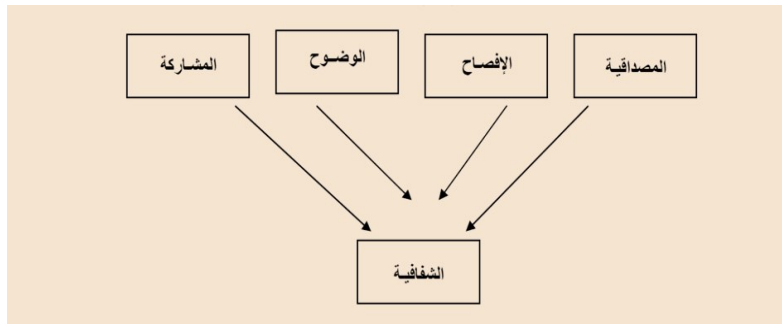 المصداقية
الإفصاح
الوضوح
المشاركة
الشفافية